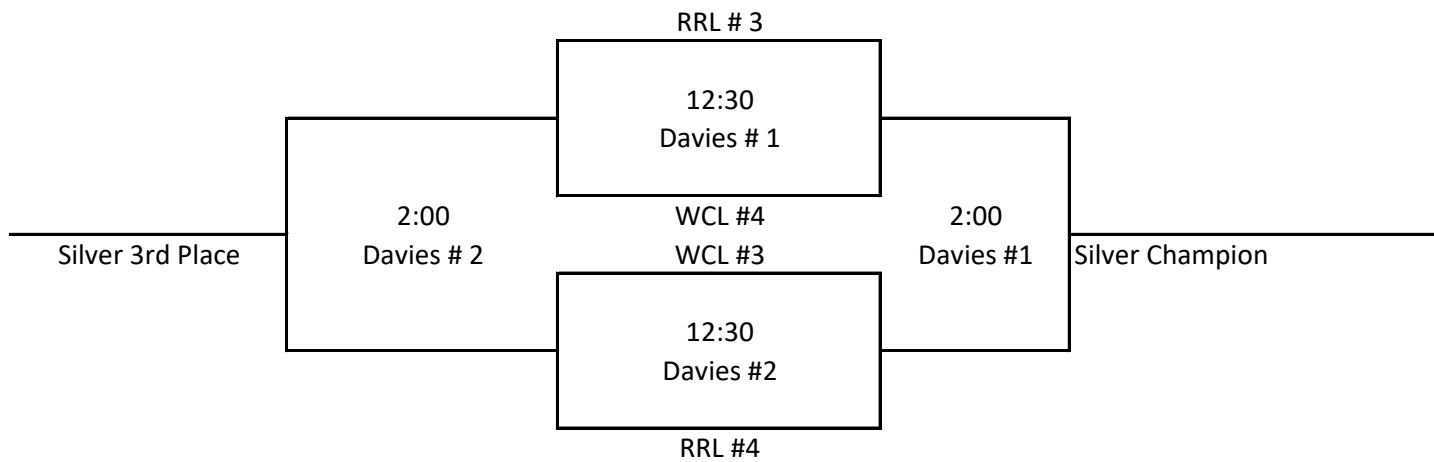 RRL # 3
12:30
Davies # 1
2:00
Davies # 2
WCL #4
WCL #3
2:00
Davies #1
Silver 3rd Place
Silver Champion
12:30
Davies #2
RRL #4